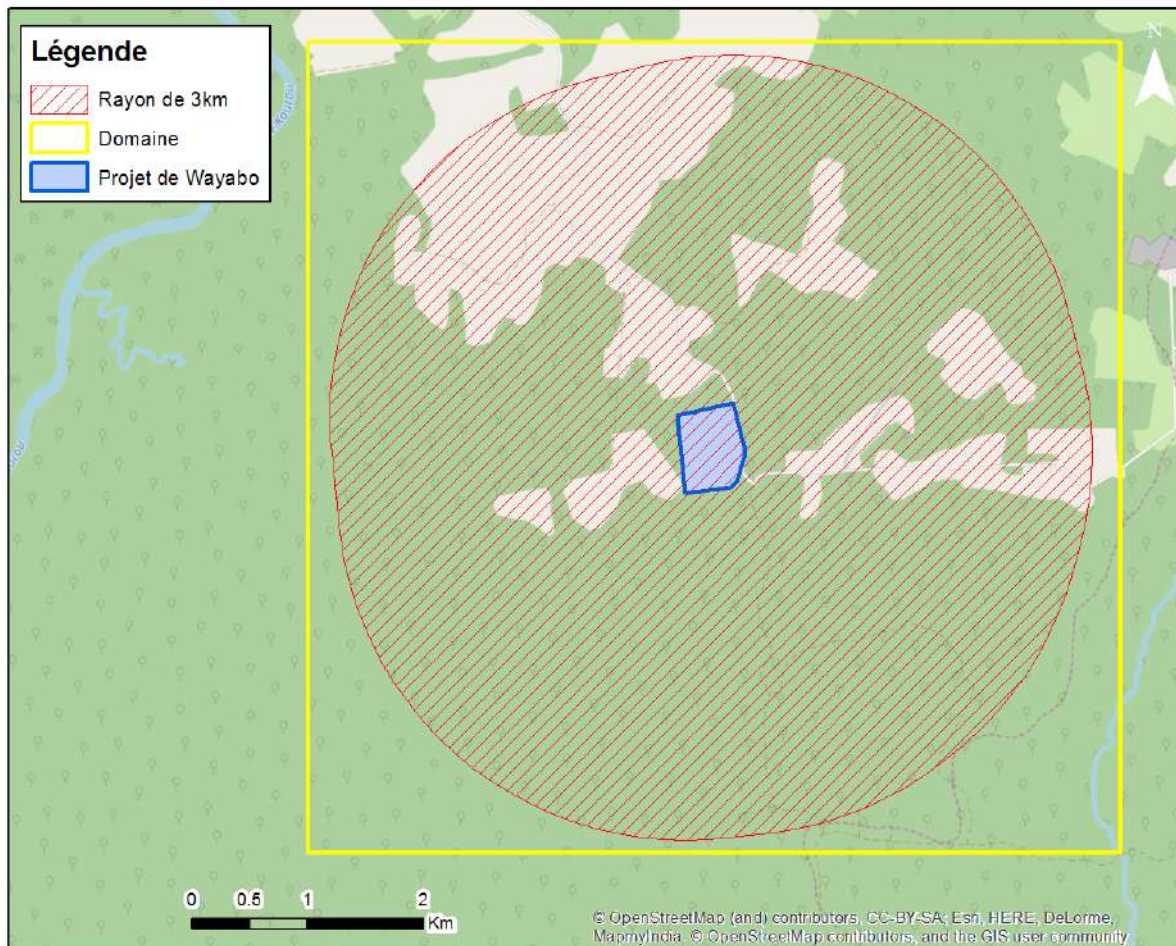 Légende
Rayon de 3km
Domaine
Projet de Wayabo
N
0 0.5 1 2
Km
© OpenStreetMap (and) contributors, CC-BY-SA; Esri, HERE, DeLorme,
MapmyIndia, © OpenStreetMap contributors, and the GIS user community